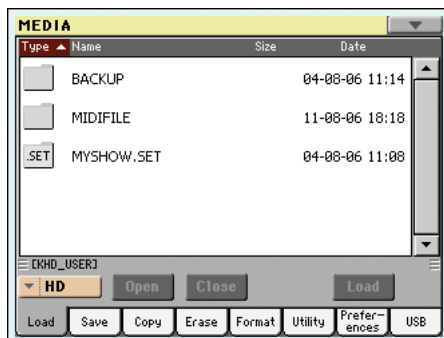 MEDIA
Type Name Size Date
BACKUP 04-08-06 11:14
MIDIFILE 11-08-06 18:18
.SET MYSHOW.SET 04-08-06 11:08
[KHD_USER]
HD Open Close Load
Load Save Copy Erase Format Utility Prefer-
ences USB